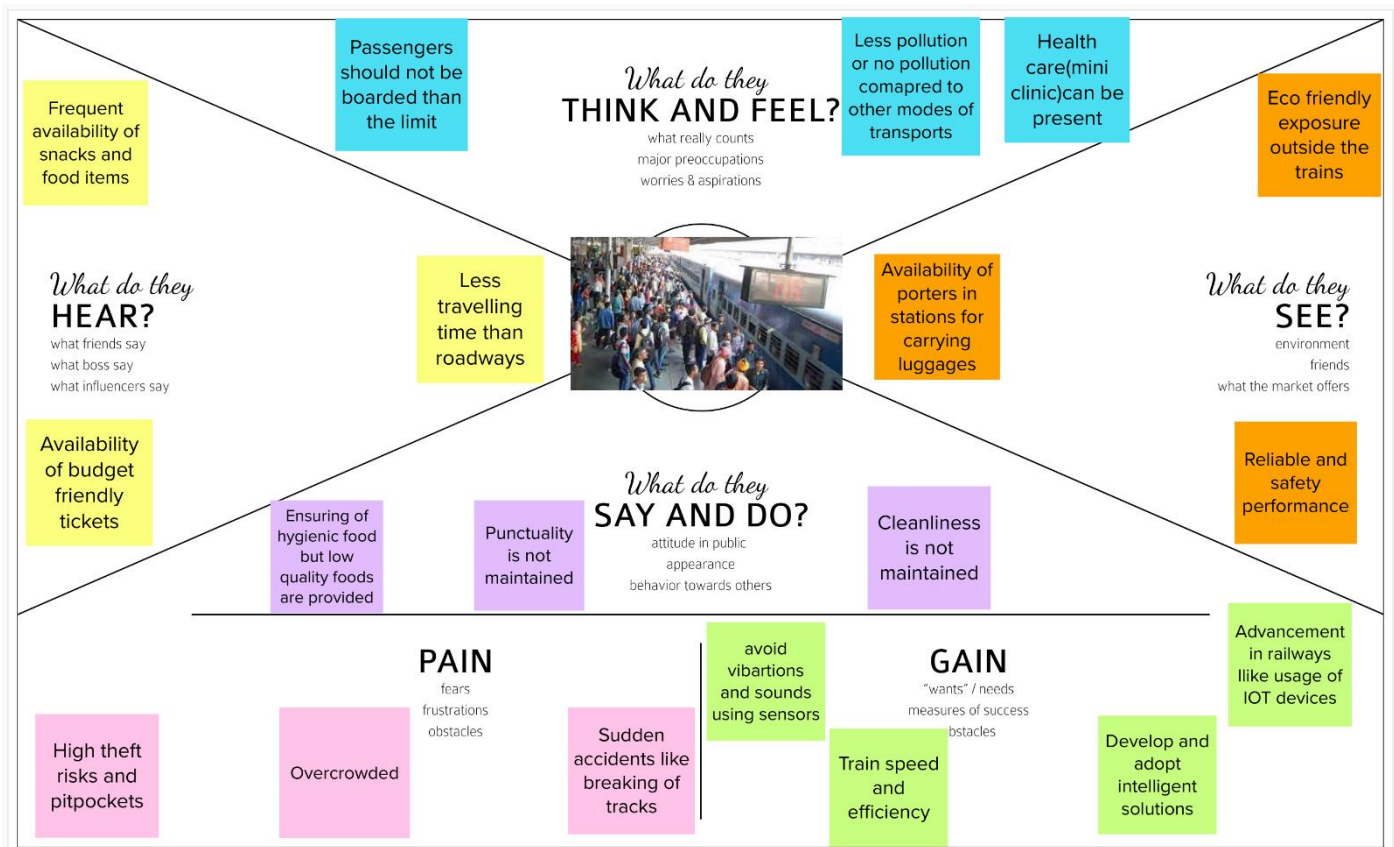 Passengers
should not be
boarded than
the limit
What do they
THINK AND FEEL?
what really counts
major preoccupations
worries & aspirations
Less pollution
or no pollution
comapred to
other modes of
transports
Health
care(mini
clinic)can be
present
Frequent
availability of
snacks and
food items
Eco friendly
exposure
outside the
trains
What do they
HEAR?
what friends say
what boss say
what influencers say
Less
travelling
time than
roadways
Availability of
porters in
stations for
carrying
luggages
What do they
SEE?
environment
friends
what the market offers
Availability
of budget
friendly
tickets
Reliable and
safety
performance
Ensuring of
hygienic food
but low
quality foods
are provided
Punctuality
is not
maintained
What do they
SAY AND DO?
attitude in public
appearance
behavior towards others
Cleanliness
is not
maintained
PAIN
fears
frustrations
obstacles
High theft
risks and
pitpockets
Overcrowded
Sudden
accidents like
breaking of
tracks
avoid
vibartions
and sounds
using sensors
GAIN
"wants" / needs
measures of success
bstacles
Train speed
and
efficiency
Develop and
adopt
intelligent
solutions
Advancement
in railways
llike usage of
IOT devices